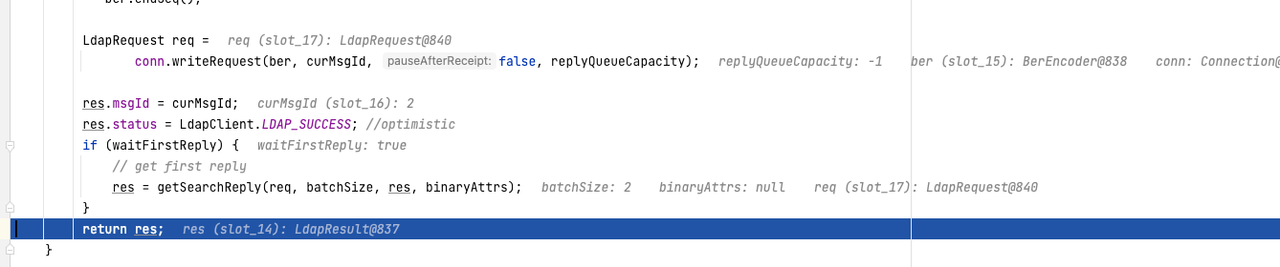 ber.endSeq();
LdapRequest req =   req (slot_17): LdapRequest@840
conn.writeRequest(ber, curMsgId, pauseAfterReceipt: false, replyQueueCapacity);   replyQueueCapacity: -1   ber (slot_15): BerEncoder@838   conn: Connection@
res.msgId = curMsgId;   curMsgId (slot_16): 2
res.status = LdapClient.LDAP_SUCCESS; //optimistic
if (waitFirstReply) {   waitFirstReply: true
// get first reply
res = getSearchReply(req, batchSize, res, binaryAttrs);   batchSize: 2   binaryAttrs: null   req (slot_17): LdapRequest@840
}
return res;   res (slot_14): LdapResult@837
}